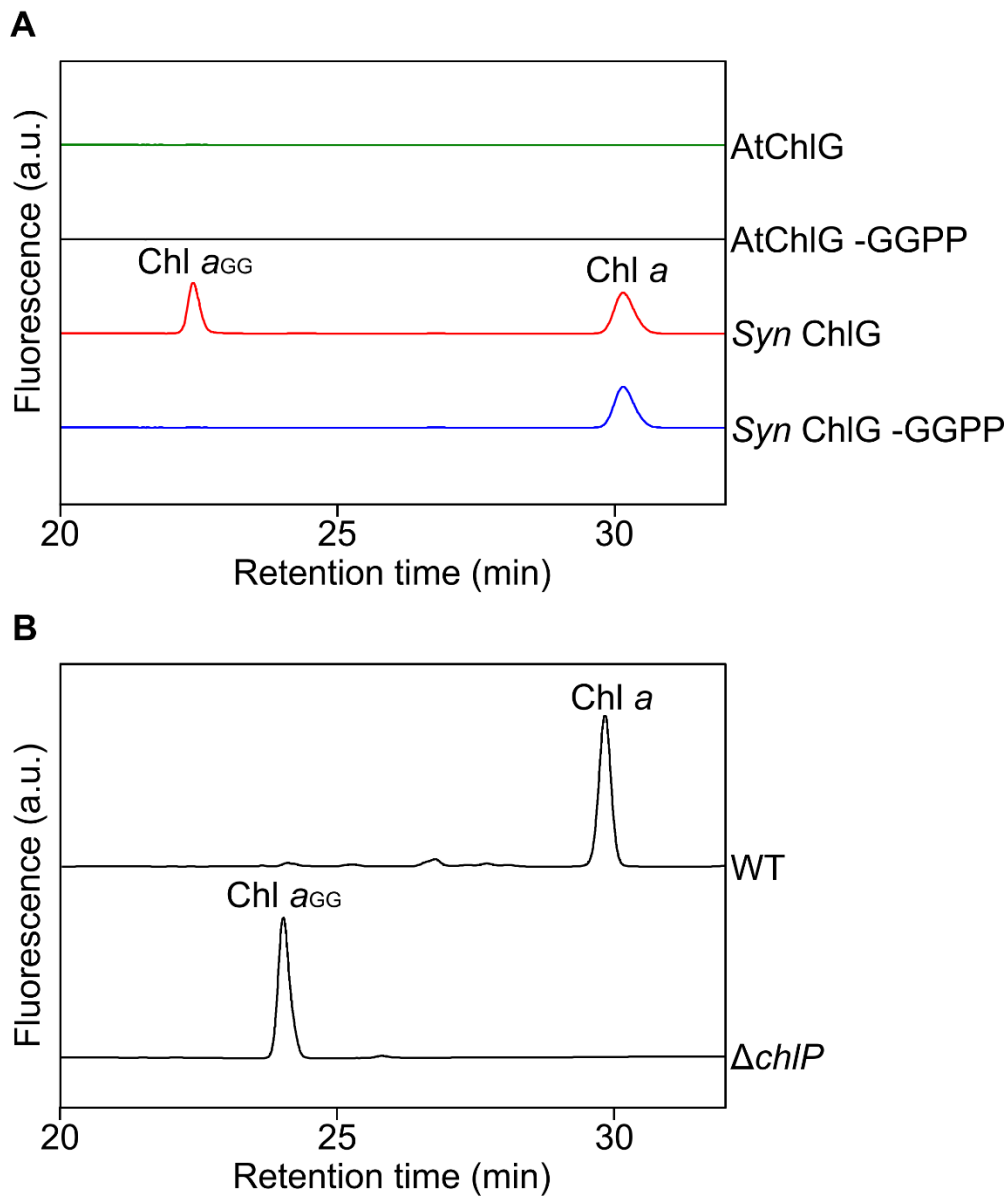 A
Fluorescence (a.u.)
AtChlG
AtChlG -GGPP
Chl aGG
Chl a
Syn ChlG
Syn ChlG -GGPP
20
25
30
Retention time (min)
B
Fluorescence (a.u.)
Chl a
WT
Chl aGG
ΔchlP
20
25
30
Retention time (min)